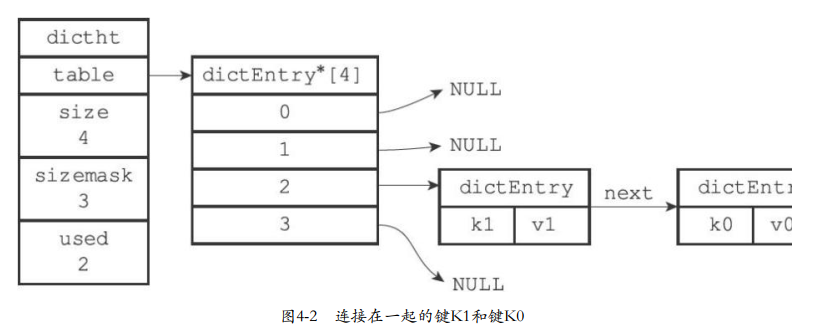 dictht
table
size
4
sizemask
3
used
2
dictEntry*[4]
0
1
2
3
NULL
NULL
dictEntry
k1 v1
next
dictEntr
k0 v0
NULL
图4-2 连接在一起的键K1和键K0